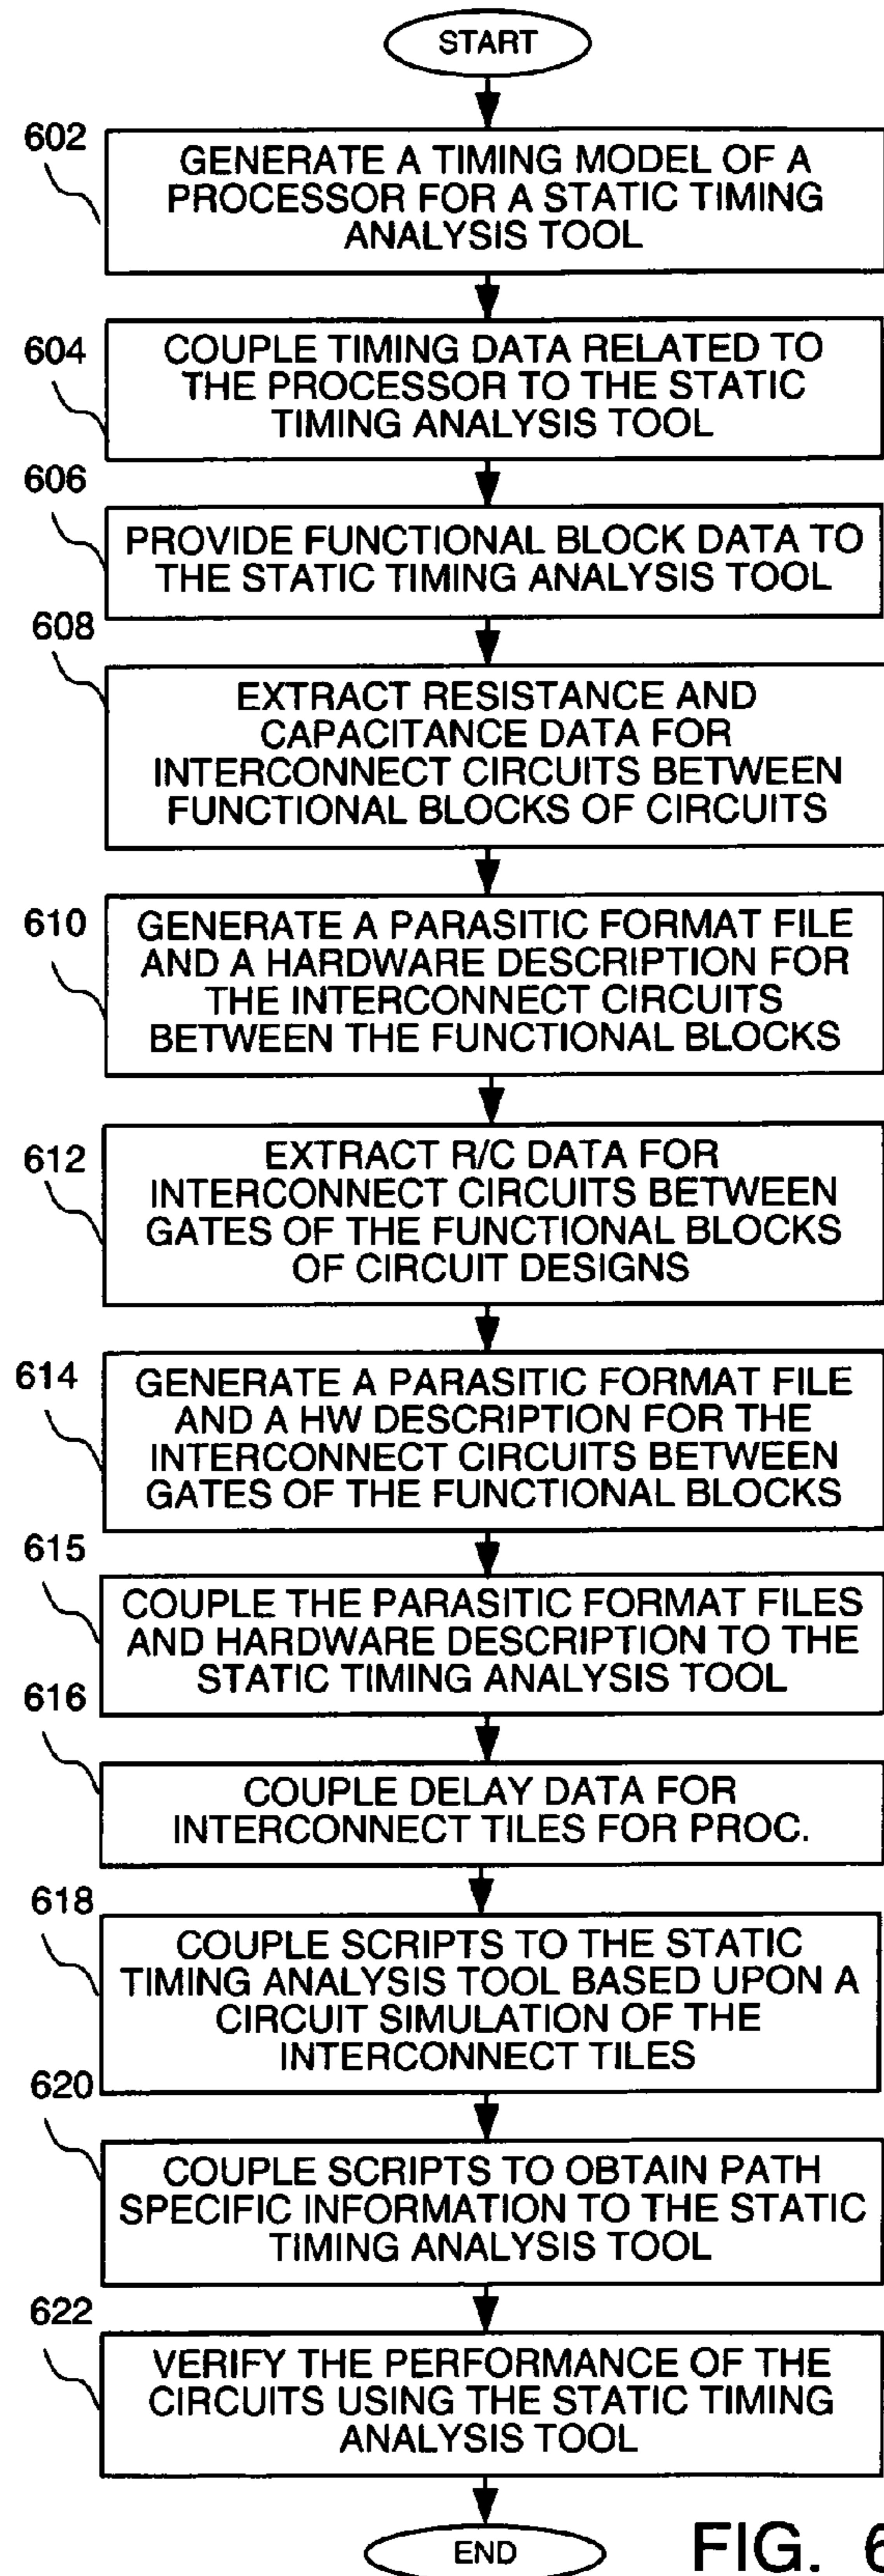 START
602
GENERATE A TIMING MODEL OF A
PROCESSOR FOR A STATIC TIMING
ANALYSIS TOOL
604
COUPLE TIMING DATA RELATED TO
THE PROCESSOR TO THE STATIC
TIMING ANALYSIS TOOL
606
PROVIDE FUNCTIONAL BLOCK DATA TO
THE STATIC TIMING ANALYSIS TOOL
608
EXTRACT RESISTANCE AND
CAPACITANCE DATA FOR
INTERCONNECT CIRCUITS BETWEEN
FUNCTIONAL BLOCKS OF CIRCUITS
610
GENERATE A PARASITIC FORMAT FILE
AND A HARDWARE DESCRIPTION FOR
THE INTERCONNECT CIRCUITS
BETWEEN THE FUNCTIONAL BLOCKS
612
EXTRACT R/C DATA FOR
INTERCONNECT CIRCUITS BETWEEN
GATES OF THE FUNCTIONAL BLOCKS
OF CIRCUIT DESIGNS
614
GENERATE A PARASITIC FORMAT FILE
AND A HW DESCRIPTION FOR THE
INTERCONNECT CIRCUITS BETWEEN
GATES OF THE FUNCTIONAL BLOCKS
615
COUPLE THE PARASITIC FORMAT FILES
AND HARDWARE DESCRIPTION TO THE
STATIC TIMING ANALYSIS TOOL
616
COUPLE DELAY DATA FOR
INTERCONNECT TILES FOR PROC.
618
COUPLE SCRIPTS TO THE STATIC
TIMING ANALYSIS TOOL BASED UPON A
CIRCUIT SIMULATION OF THE
INTERCONNECT TILES
620
COUPLE SCRIPTS TO OBTAIN PATH
SPECIFIC INFORMATION TO THE STATIC
TIMING ANALYSIS TOOL
622
VERIFY THE PERFORMANCE OF THE
CIRCUITS USING THE STATIC TIMING
ANALYSIS TOOL
END
FIG. 6